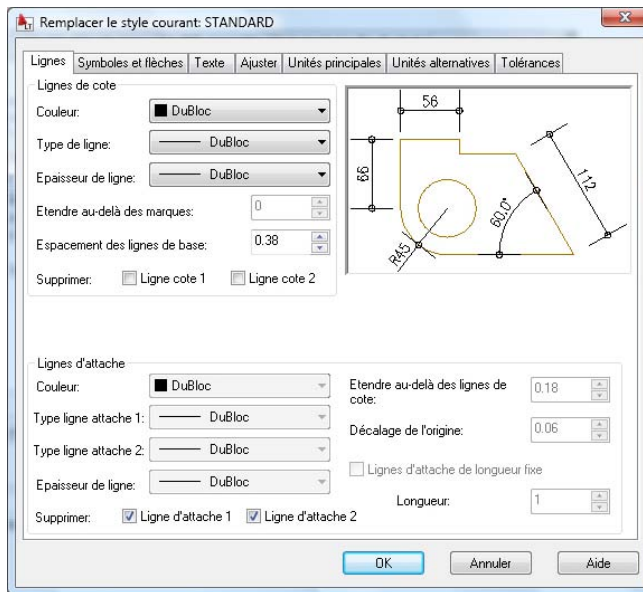 Remplacer le style courant: STANDARD
Lignes
Symboles et flèches
Texte
Ajuster
Unités principales
Unités alternatives
Tolérances
Lignes de cote
Couleur:
DuBloc
Type de ligne:
DuBloc
Epaisseur de ligne:
DuBloc
Etendre au-delà des marques:
0
Espacement des lignes de base:
0.38
Supprimer:
Ligne cote 1
Ligne cote 2
56
66
112
60.0°
R45
Lignes d'attache
Couleur:
DuBloc
Type ligne attache 1:
DuBloc
Type ligne attache 2:
DuBloc
Epaisseur de ligne:
DuBloc
Supprimer:
Ligne d'attache 1
Ligne d'attache 2
Etendre au-delà des lignes de
cote:
0.18
Décalage de l'origine:
0.06
Lignes d'attache de longueur fixe
Longueur:
1
OK
Annuler
Aide